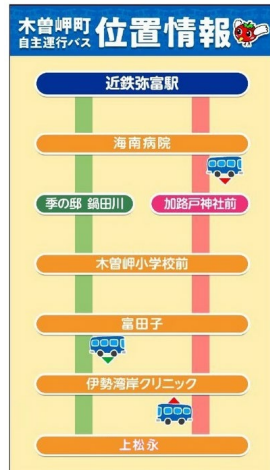 木曽岬町
自主運行バス
位置情報
近鉄弥富駅
海南病院
季の邸 鍋田川
加路戸神社前
木曽岬小学校前
富田子
伊勢湾岸クリニック
上松永